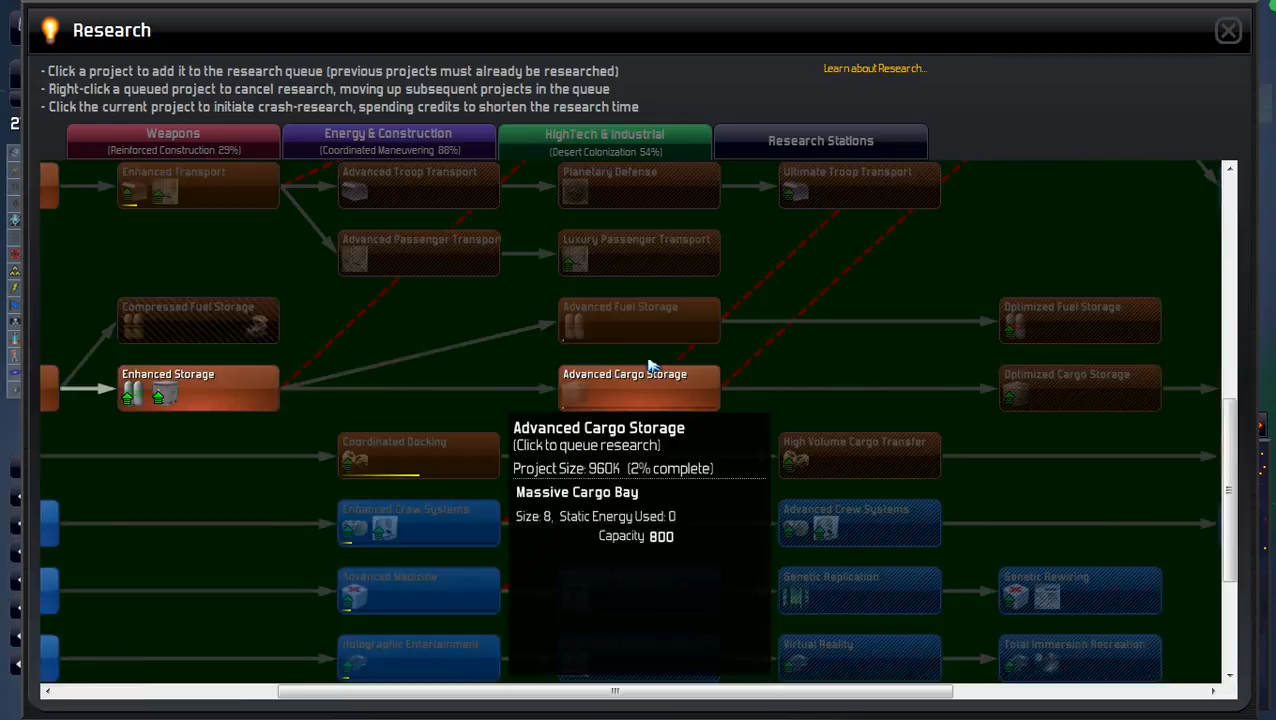 Research
- Click a project to add it to the research queue (previous projects must already be researched)
Learn about Research...
- Right-click a queued project to cancel research, moving up subsequent projects in the queue
- Click the current project to initiate crash-research, spending credits to shorten the research time
Weapons
(Reinforced Construction 29%)
Energy & Construction
(Coordinated Maneuvering 88%)
HighTech & Industrial
(Desert Colonization 54%)
Research Stations
Enhanced Transport
Advanced Troop Transport
Planetary Defense
Ultimate Troop Transport
Advanced Passenger Transpor
Luxury Passenger Transport
Compressed Fuel Storage
Advanced Fuel Storage
Optimized Fuel Storage
Enhanced Storage
Advanced Cargo Storage
Optimized Cargo Storage
Coordinated Docking
High Volume Cargo Transfer
Advanced Cargo Storage
(Click to queue research)
Project Size: 960K (2% complete)
Massive Cargo Bay
Size: 8, Static Energy Used: 0
Capacity 800
Enhanced Crew Systems
Advanced Crew Systems
Advanced Medicine
Genetic Replication
Genetic Rewiring
Holographic Entertainment
Virtual Reality
Total Immersion Recreation